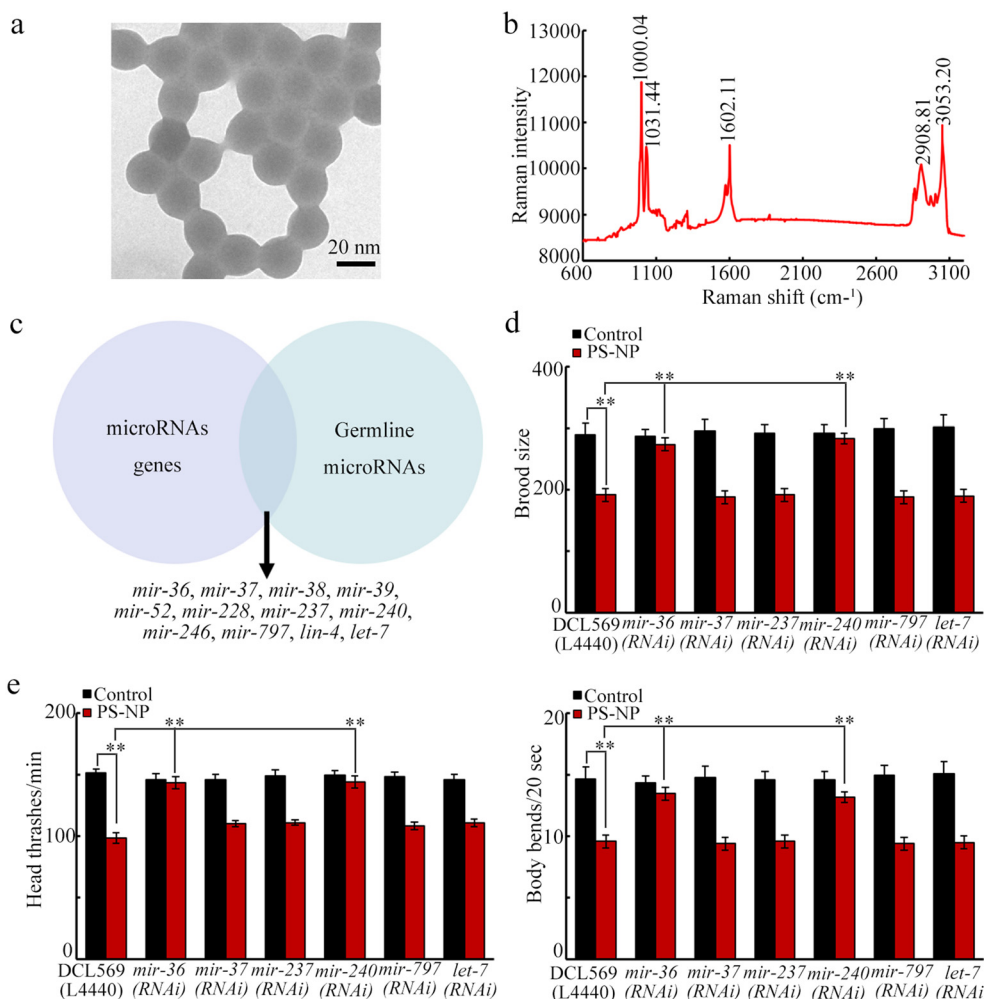 a
20 nm
b
13000
12000
11000
10000
9000
8000
600
1100
1600
2100
2600
3100
Raman intensity
Raman shift (cm-1)
1000.04
1031.44
1602.11
2908.81
3053.20
c
microRNAs
genes
Germline
microRNAs
mir-36, mir-37, mir-38, mir-39,
mir-52, mir-228, mir-237, mir-240,
mir-246, mir-797, lin-4, let-7
d
Control
PS-NP
400
200
0
Brood size
**
**
**
DCL569
(L4440)
mir-36
(RNAi)
mir-37
(RNAi)
mir-237
(RNAi)
mir-240
(RNAi)
mir-797
(RNAi)
let-7
(RNAi)
e
Control
PS-NP
200
100
0
Head thrashes/min
**
**
**
DCL569
(L4440)
mir-36
(RNAi)
mir-37
(RNAi)
mir-237
(RNAi)
mir-240
(RNAi)
mir-797
(RNAi)
let-7
(RNAi)
Control
PS-NP
20
10
0
Body bends/20 sec
**
**
**
DCL569
(L4440)
mir-36
(RNAi)
mir-37
(RNAi)
mir-237
(RNAi)
mir-240
(RNAi)
mir-797
(RNAi)
let-7
(RNAi)